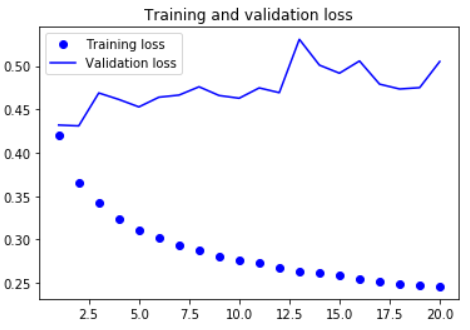 Training and validation loss
Training loss
Validation loss
0.50
0.45
0.40
0.35
0.30
0.25
2.5 5.0 7.5 10.0 12.5 15.0 17.5 20.0